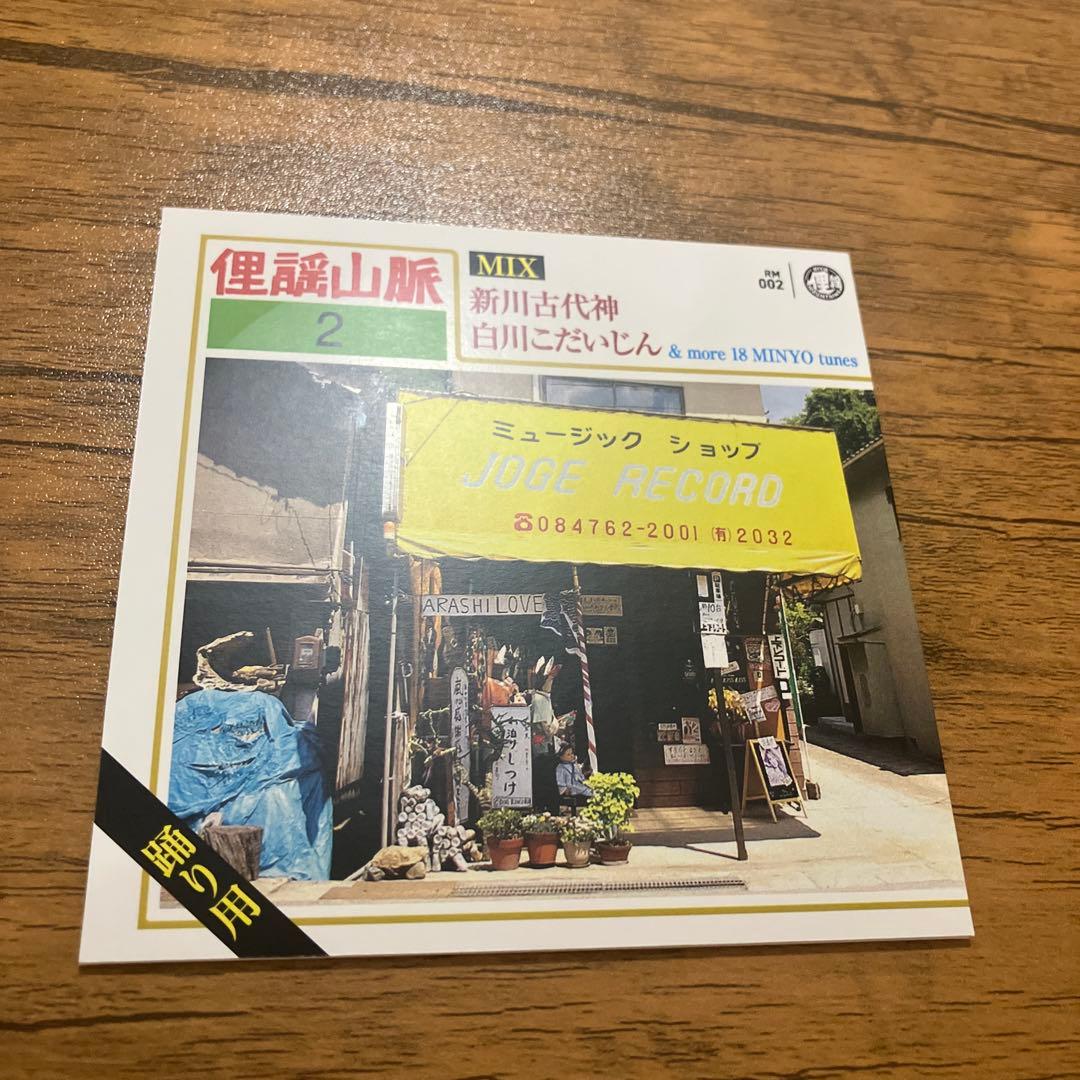 俚謡山脈
2
MIX
新川古代神
白川こだいじん & more 18 MINYO tunes
RM
002
ミュージック ショップ
JOGE RECORD
☎084762-2001 (有)2032
ARASHI LOVE
踊り用